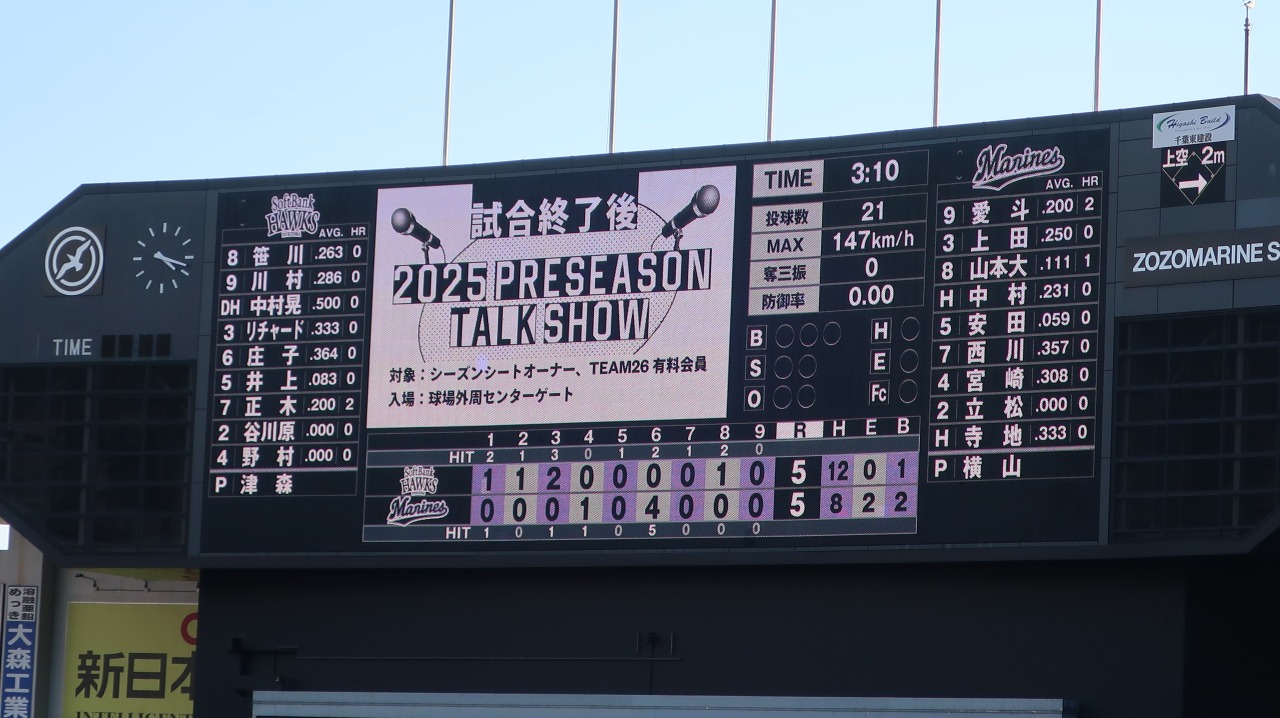 Higashi Build
千葉東建設
上空 2m
ZOZOMARINE S
TIME
SoftBank
HAWKS
AVG. HR
8 笹川 .263 0
9 川村 .286 0
DH 中村晃 .500 0
3 リチャード .333 0
6 庄子 .364 0
5 井上 .083 0
7 正木 .200 2
2 谷川原 .000 0
4 野村 .000 0
P 津森
試合終了後
2025 PRESEASON
TALK SHOW
対象：シーズンシートオーナー、TEAM26 有料会員
入場：球場外周センターゲート
TIME 3:10
投球数 21
MAX 147km/h
奪三振 0
防御率 0.00
B H
S E
O Fc
Marines
AVG. HR
9 愛斗 .200 2
3 上田 .250 0
8 山本大 .111 1
H 中村 .231 0
5 安田 .059 0
7 西川 .357 0
4 宮崎 .308 0
2 立松 .000 0
H 寺地 .333 0
P 横山
1 2 3 4 5 6 7 8 9 R H E B
HIT 2 1 3 0 1 2 1 2 0
SoftBank HAWKS 1 1 2 0 0 0 0 1 0 5 12 0 1
Marines 0 0 0 1 0 4 0 0 0 5 8 2 2
HIT 1 0 1 1 0 5 0 0 0
溶融亜鉛
めっき
大森工業
新日本
INTELLIGENT